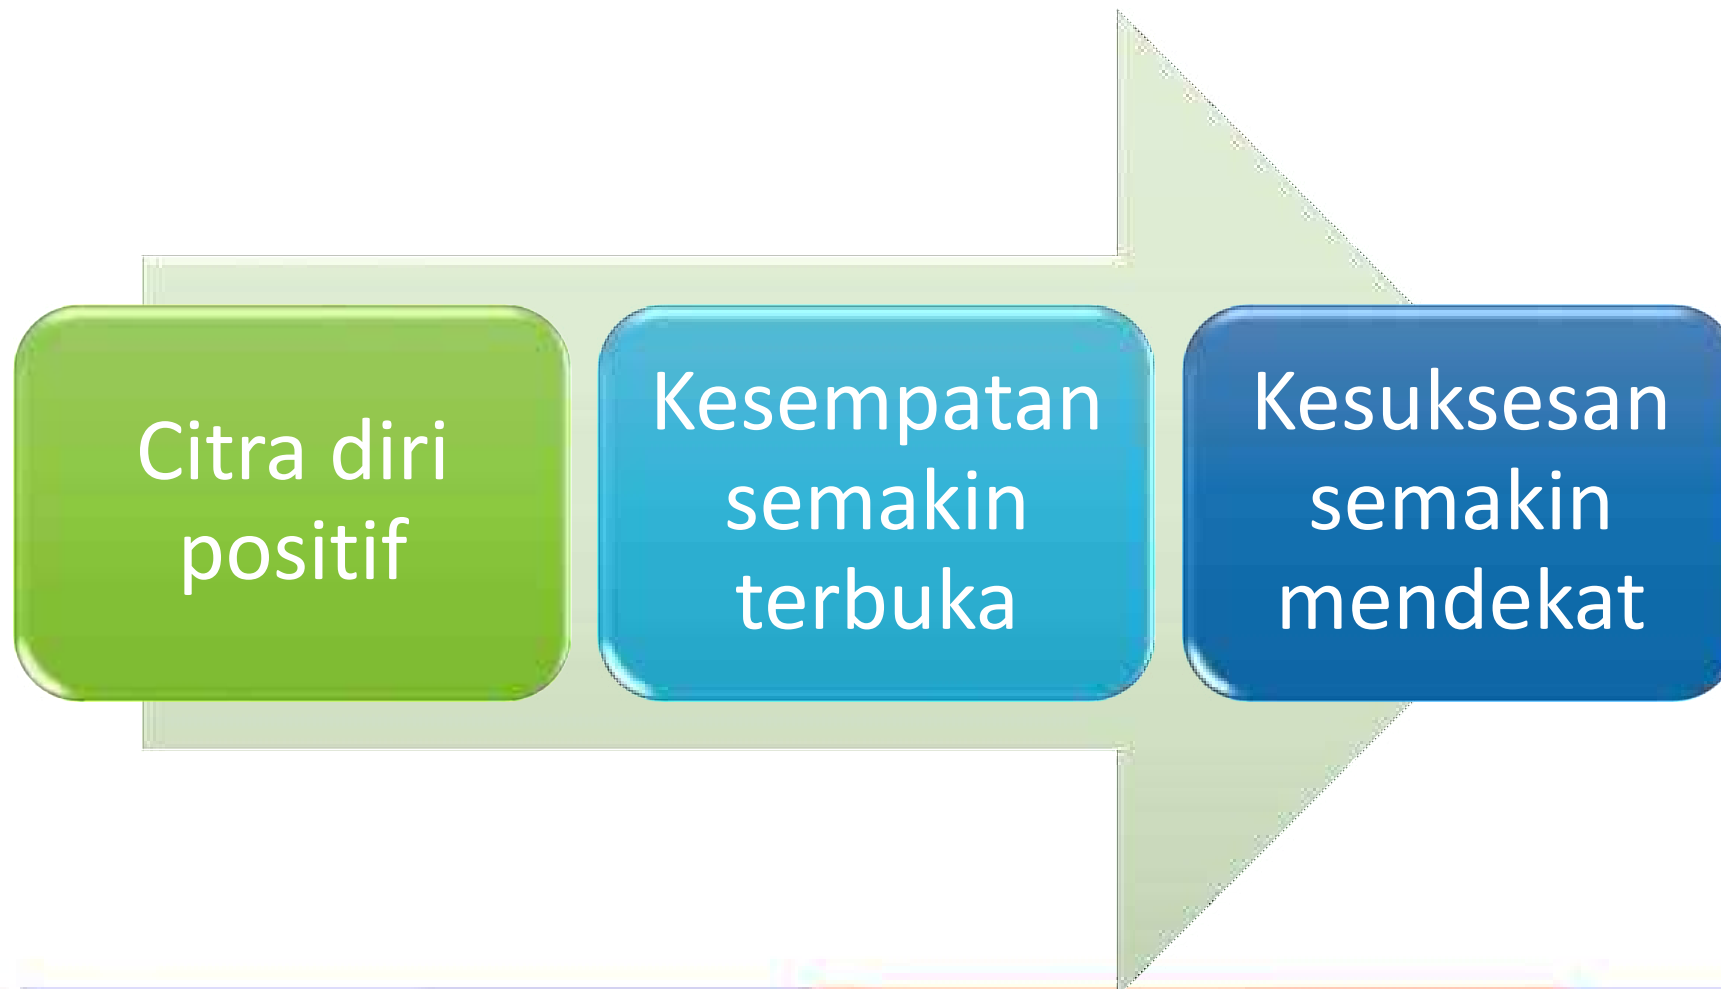 Citra diri
positif
Kesempatan
semakin
terbuka
Kesuksesan
semakin
mendekat